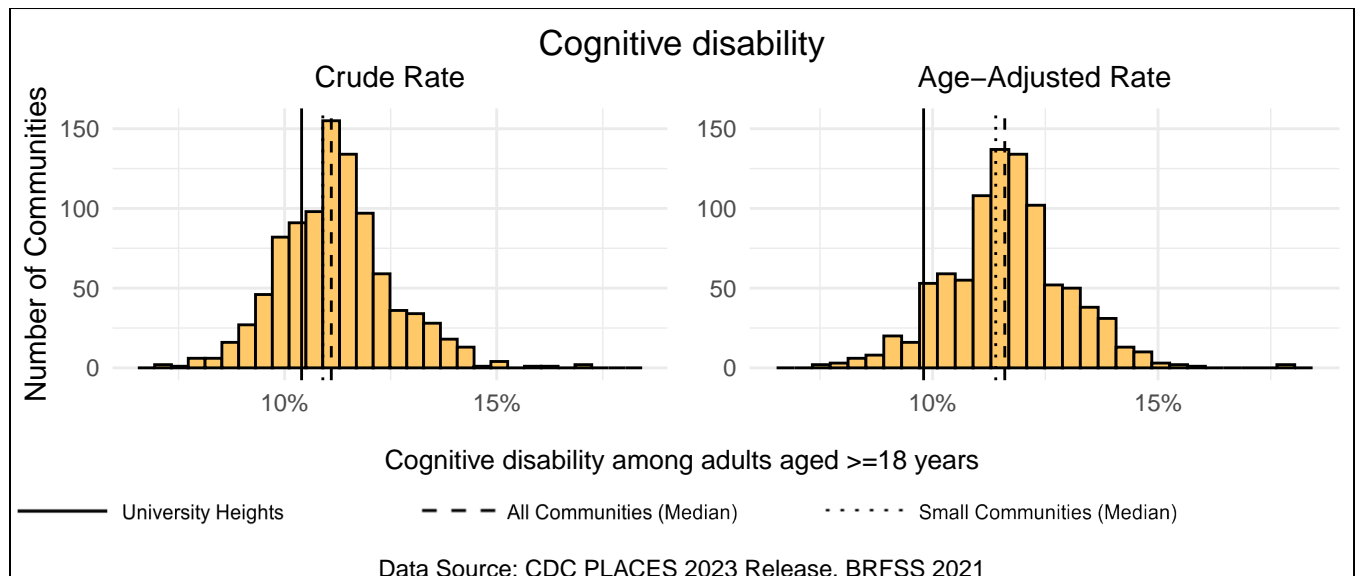 Cognitive disability
Crude Rate
Age−Adjusted Rate
Number of Communities
150
100
50
0
10%
15%
150
100
50
0
10%
15%
Cognitive disability among adults aged >=18 years
University Heights
All Communities (Median)
Small Communities (Median)
Data Source: CDC PLACES 2023 Release, BRFSS 2021